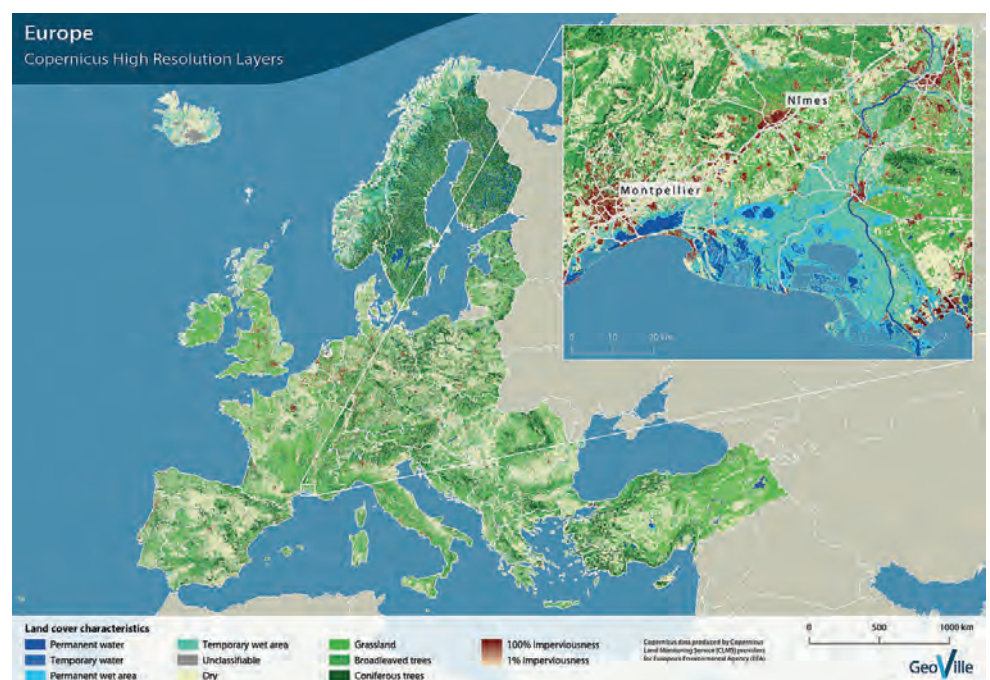 Europe
Copernicus High Resolution Layers
Nîmes
Montpellier
0 10 20 km
Land cover characteristics
Permanent water
Temporary water
Permanent wet area
Temporary wet area
Unclassifiable
Dry
Grassland
Broadleaved trees
Coniferous trees
100% Imperviousness
1% Imperviousness
Copernicus data produced by Copernicus
Land Monitoring Service (CLMS) providers
for European Environmental Agency (EEA)
0 500 1000 km
GeoVille